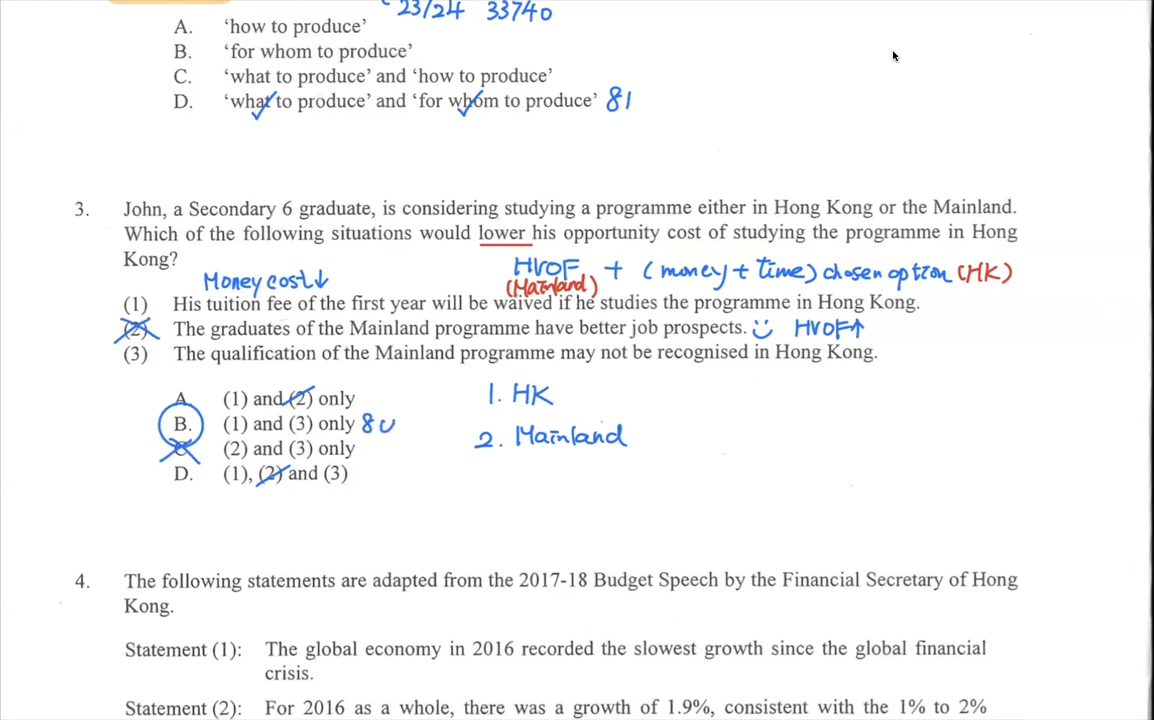 23/24 33740
A. ‘how to produce’
B. ‘for whom to produce’
C. ‘what to produce’ and ‘how to produce’
D. ‘what to produce’ and ‘for whom to produce’ 81
3. John, a Secondary 6 graduate, is considering studying a programme either in Hong Kong or the Mainland.
Which of the following situations would lower his opportunity cost of studying the programme in Hong
Kong?
HVOF + (money + time) chosen option (HK)
Money cost↓ (Mainland)
(1) His tuition fee of the first year will be waived if he studies the programme in Hong Kong.
(2) The graduates of the Mainland programme have better job prospects. HVOF↑
(3) The qualification of the Mainland programme may not be recognised in Hong Kong.
A. (1) and (2) only 1. HK
B. (1) and (3) only 80
2. Mainland
C. (2) and (3) only
D. (1), (2) and (3)
4. The following statements are adapted from the 2017-18 Budget Speech by the Financial Secretary of Hong
Kong.
Statement (1): The global economy in 2016 recorded the slowest growth since the global financial
crisis.
Statement (2): For 2016 as a whole, there was a growth of 1.9%, consistent with the 1% to 2%